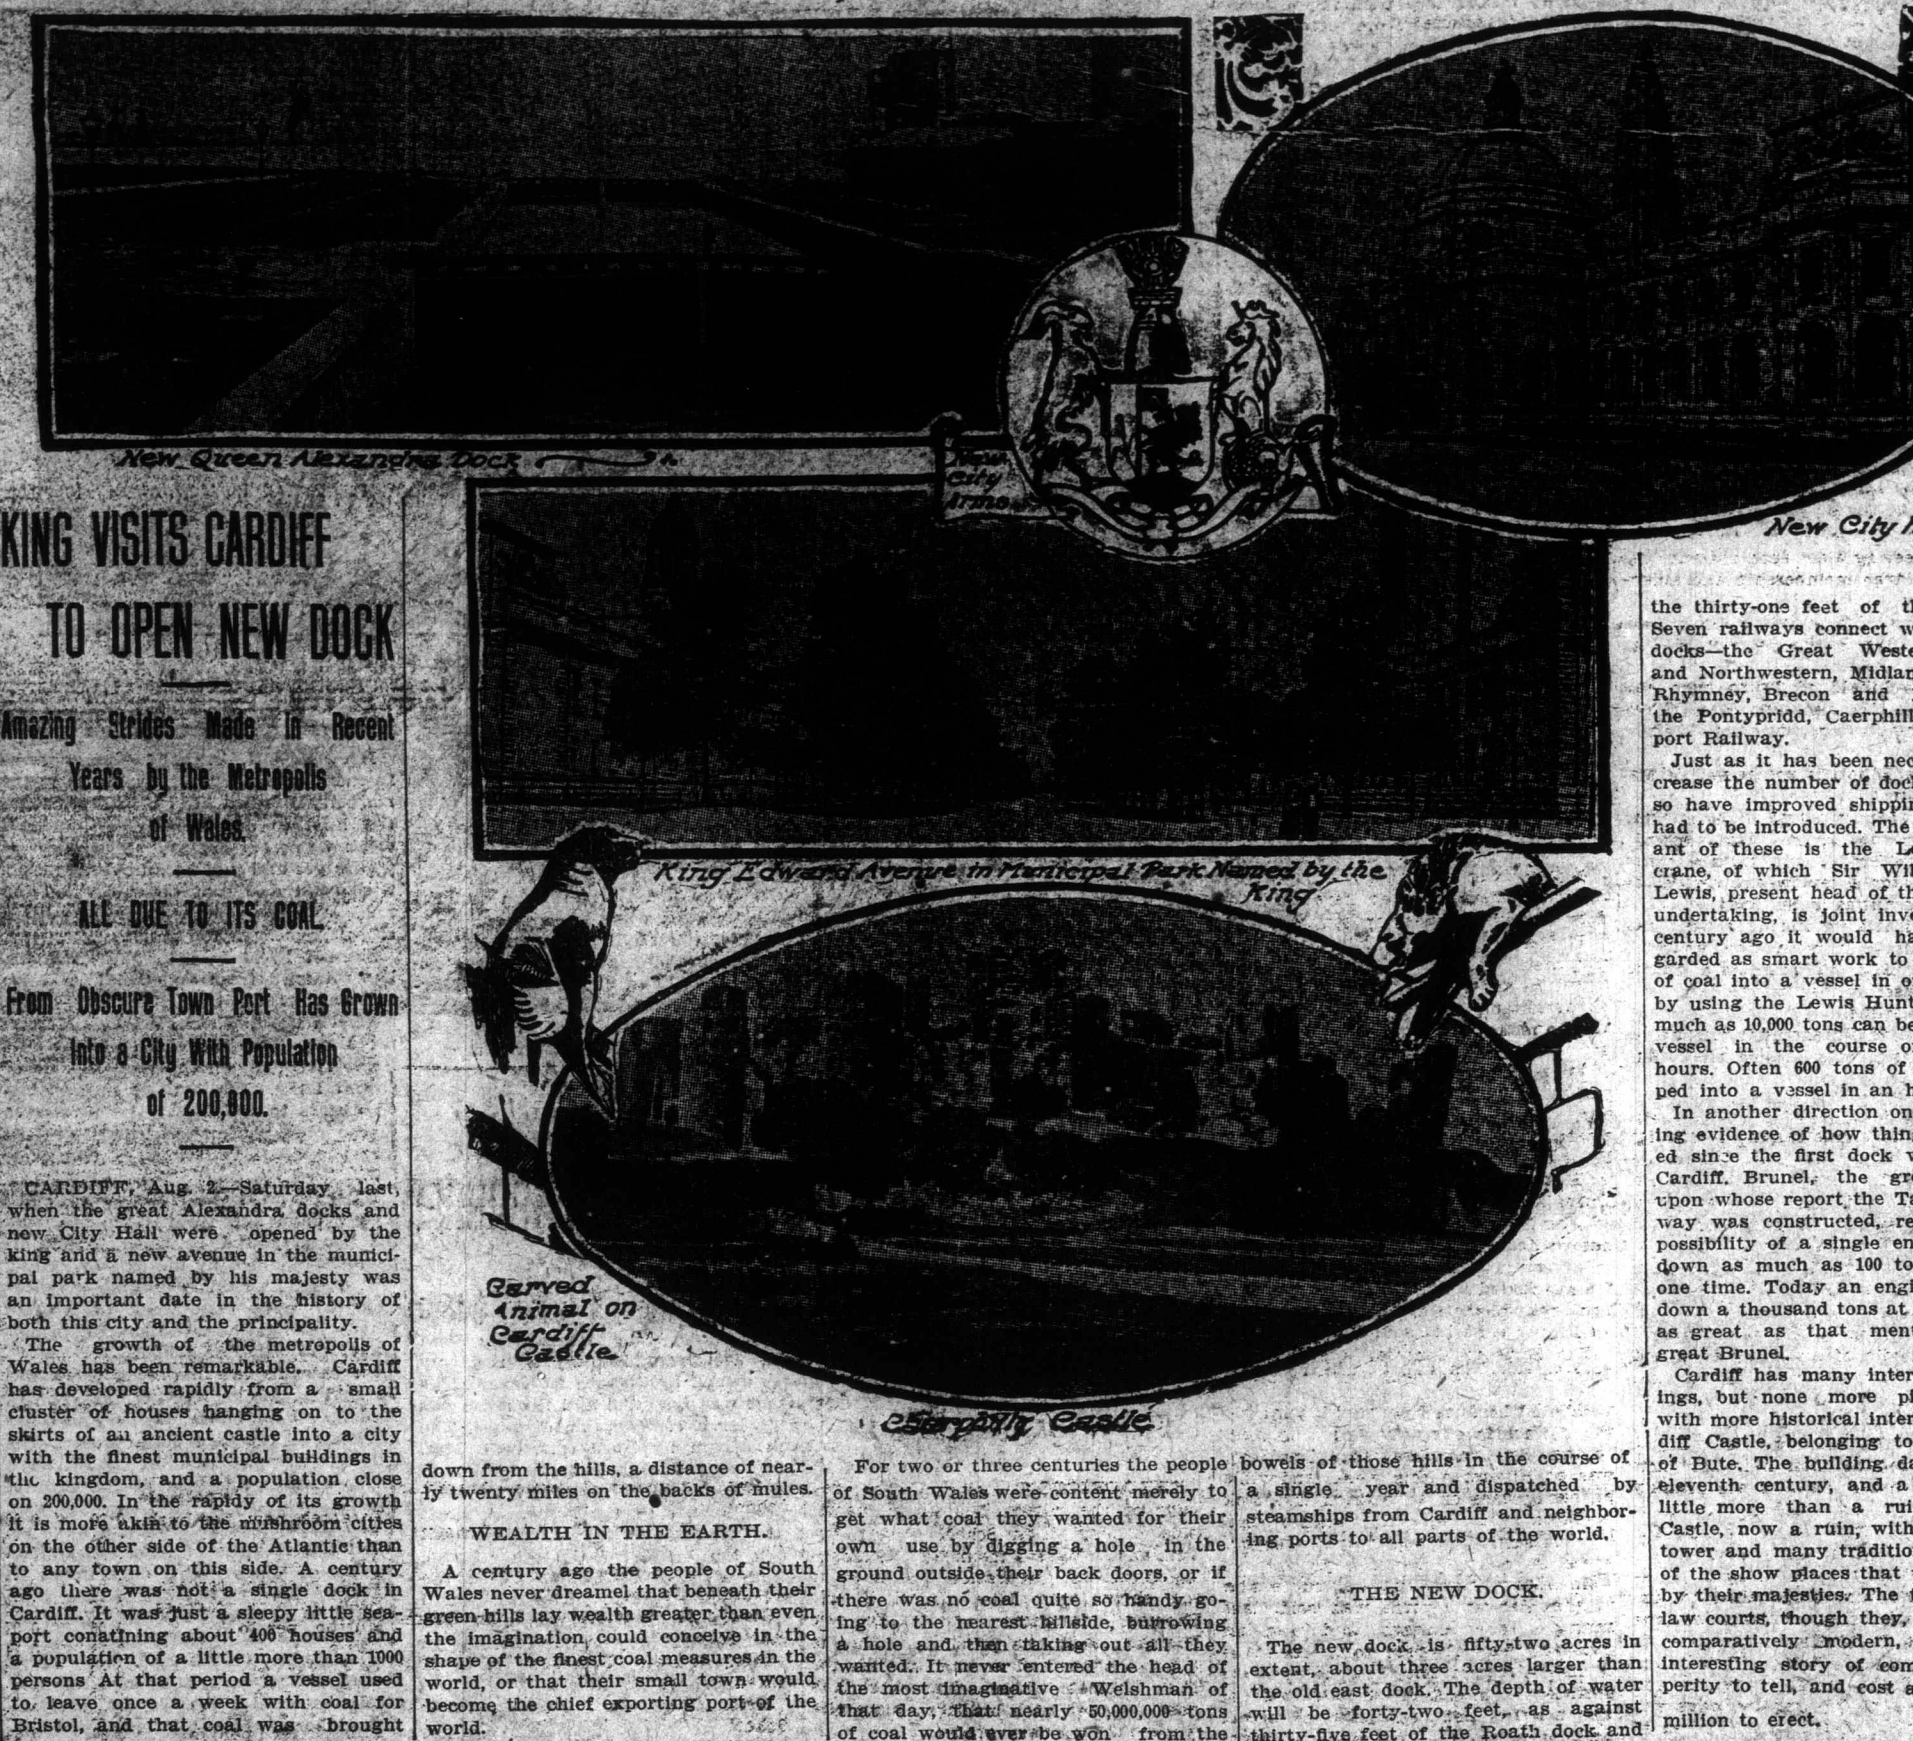 New Queen Alexandra Dock
New
City
Arms
New City
KING VISITS CARDIFF
TO OPEN NEW DOCK
Amazing Strides Made in Recent
Years by the Metropolis
of Wales.
ALL DUE TO ITS COAL
From Obscure Town Port Has Grown
Into a City With Population
of 200,000.
CARDIFF, Aug. 2.—Saturday last,
when the great Alexandra docks and
new City Hall were opened by the
king and a new avenue in the munici-
pal park named by his majesty was
an important date in the history of
both this city and the principality.
The growth of the metropolis of
Wales has been remarkable. Cardiff
has developed rapidly from a small
cluster of houses hanging on to the
skirts of an ancient castle into a city
with the finest municipal buildings in
the kingdom, and a population close
on 200,000. In the rapidy of its growth
it is more akin to the mushroom cities
on the other side of the Atlantic than
to any town on this side. A century
ago there was not a single dock in
Cardiff. It was just a sleepy little sea-
port conatining about 400 houses and
a population of a little more than 1000
persons At that period a vessel used
to leave once a week with coal for
Bristol, and that coal was brought
King Edward Avenue in Municipal Park Named by the
King
Carved
Animal on
Cardiff
Castle
Caerphilly Castle
down from the hills, a distance of near-
ly twenty miles on the backs of mules.
WEALTH IN THE EARTH.
A century ago the people of South
Wales never dreamel that beneath their
green hills lay wealth greater than even
the imagination could conceive in the
shape of the finest coal measures in the
world, or that their small town would
become the chief exporting port of the
world.
For two or three centuries the people
of South Wales were content merely to
get what coal they wanted for their
own use by digging a hole in the
ground outside their back doors, or if
there was no coal quite so handy go-
ing to the nearest hillside, burrowing
a hole and then taking out all they
wanted. It never entered the head of
the most imaginative Welshman of
that day, that nearly 50,000,000 tons
of coal would ever be won from the
bowels of those hills in the course of
a single year and dispatched by
steamships from Cardiff and neighbor-
ing ports to all parts of the world.
THE NEW DOCK.
The new dock is fifty-two acres in
extent, about three acres larger than
the old east dock. The depth of water
will be forty-two feet, as against
thirty-five feet of the Roath dock and
the thirty-one feet of
Seven railways connect
docks—the Great
and Northwestern,
Rhymney, Brecon and
the Pontypridd,
port Railway.
Just as it has been
crease the number of
so have improved
had to be introduced. The
ant of these is the
crane, of which Sir
Lewis, present head of
undertaking, is joint
century ago it would
garded as smart work to
of coal into a vessel in
by using the Lewis
much as 10,000 tons can be
vessel in the course
hours. Often 600 tons of
ped into a vessel in an
In another direction
ing evidence of how
ed since the first dock
Cardiff. Brunel, the
upon whose report the
way was constructed,
possibility of a single
down as much as 100
one time. Today an
down a thousand tons at
as great as that
great Brunel.
Cardiff has many
ings, but none more
with more historical
diff Castle, belonging to
of Bute. The building
eleventh century, and a
little more than a
Castle, now a ruin, with
tower and many
of the show places that
by their majesties. The
law courts, though they,
comparatively modern,
interesting story of
perity to tell, and cost
million to erect.